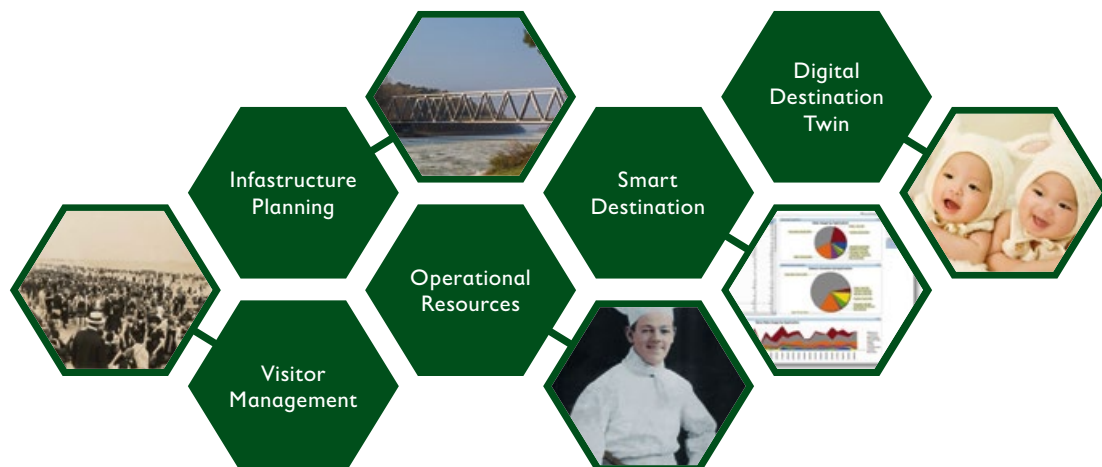 Infastructure
Planning
Visitor
Management
Operational
Resources
Smart
Destination
Digital
Destination
Twin